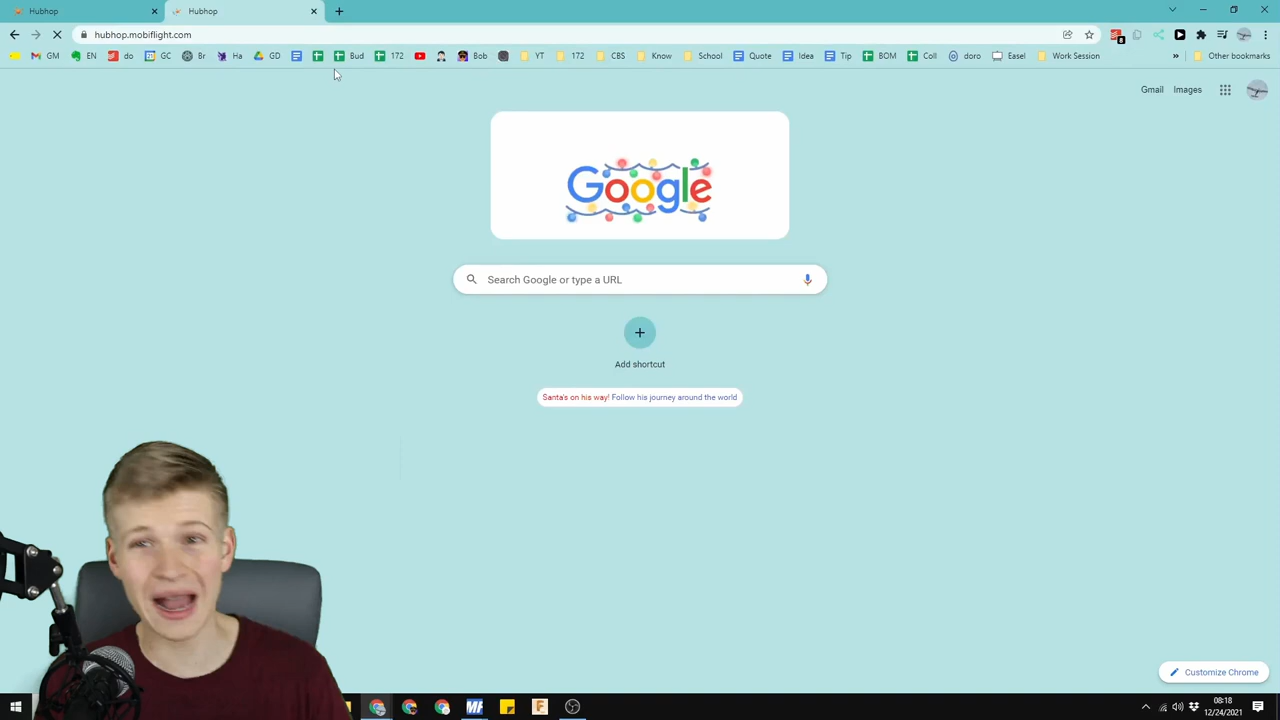 Hubhop
Hubhop
hubhop.mobiflight.com
8
GM EN do GC Br Ha GD Bud 172 Bob YT 172 CBS Know School Quote Idea Tip BOM Coll doro Easel Work Session » Other bookmarks
Gmail Images
Google
Search Google or type a URL
Add shortcut
Santa's on his way! Follow his journey around the world
Customize Chrome
MF F
08:18
12/24/2021